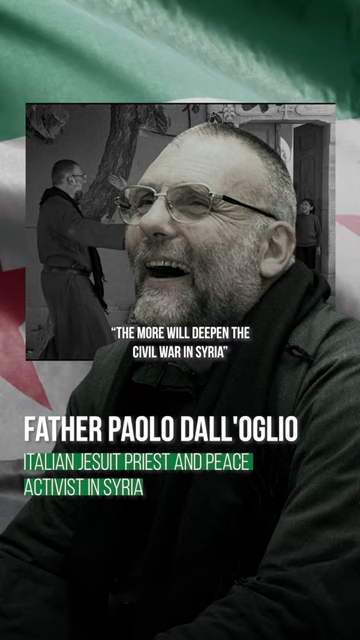 “THE MORE WILL DEEPEN THE
CIVIL WAR IN SYRIA”
FATHER PAOLO DALL'OGLIO
ITALIAN JESUIT PRIEST AND PEACE
ACTIVIST IN SYRIA